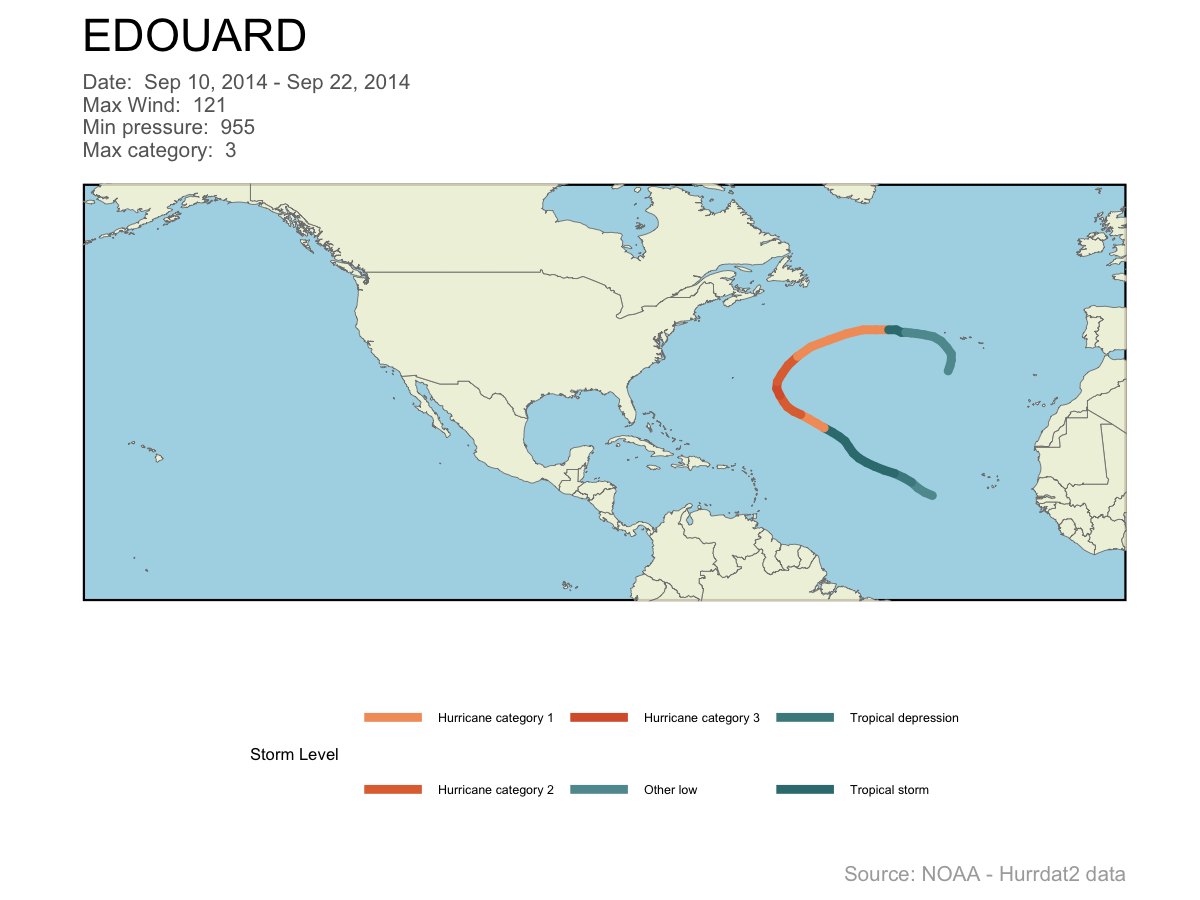 EDOUARD
Date:  Sep 10, 2014 - Sep 22, 2014
Max Wind:  121
Min pressure:  955
Max category:  3
Hurricane category 1
Hurricane category 3
Tropical depression
Storm Level
Hurricane category 2
Other low
Tropical storm
Source: NOAA - Hurrdat2 data